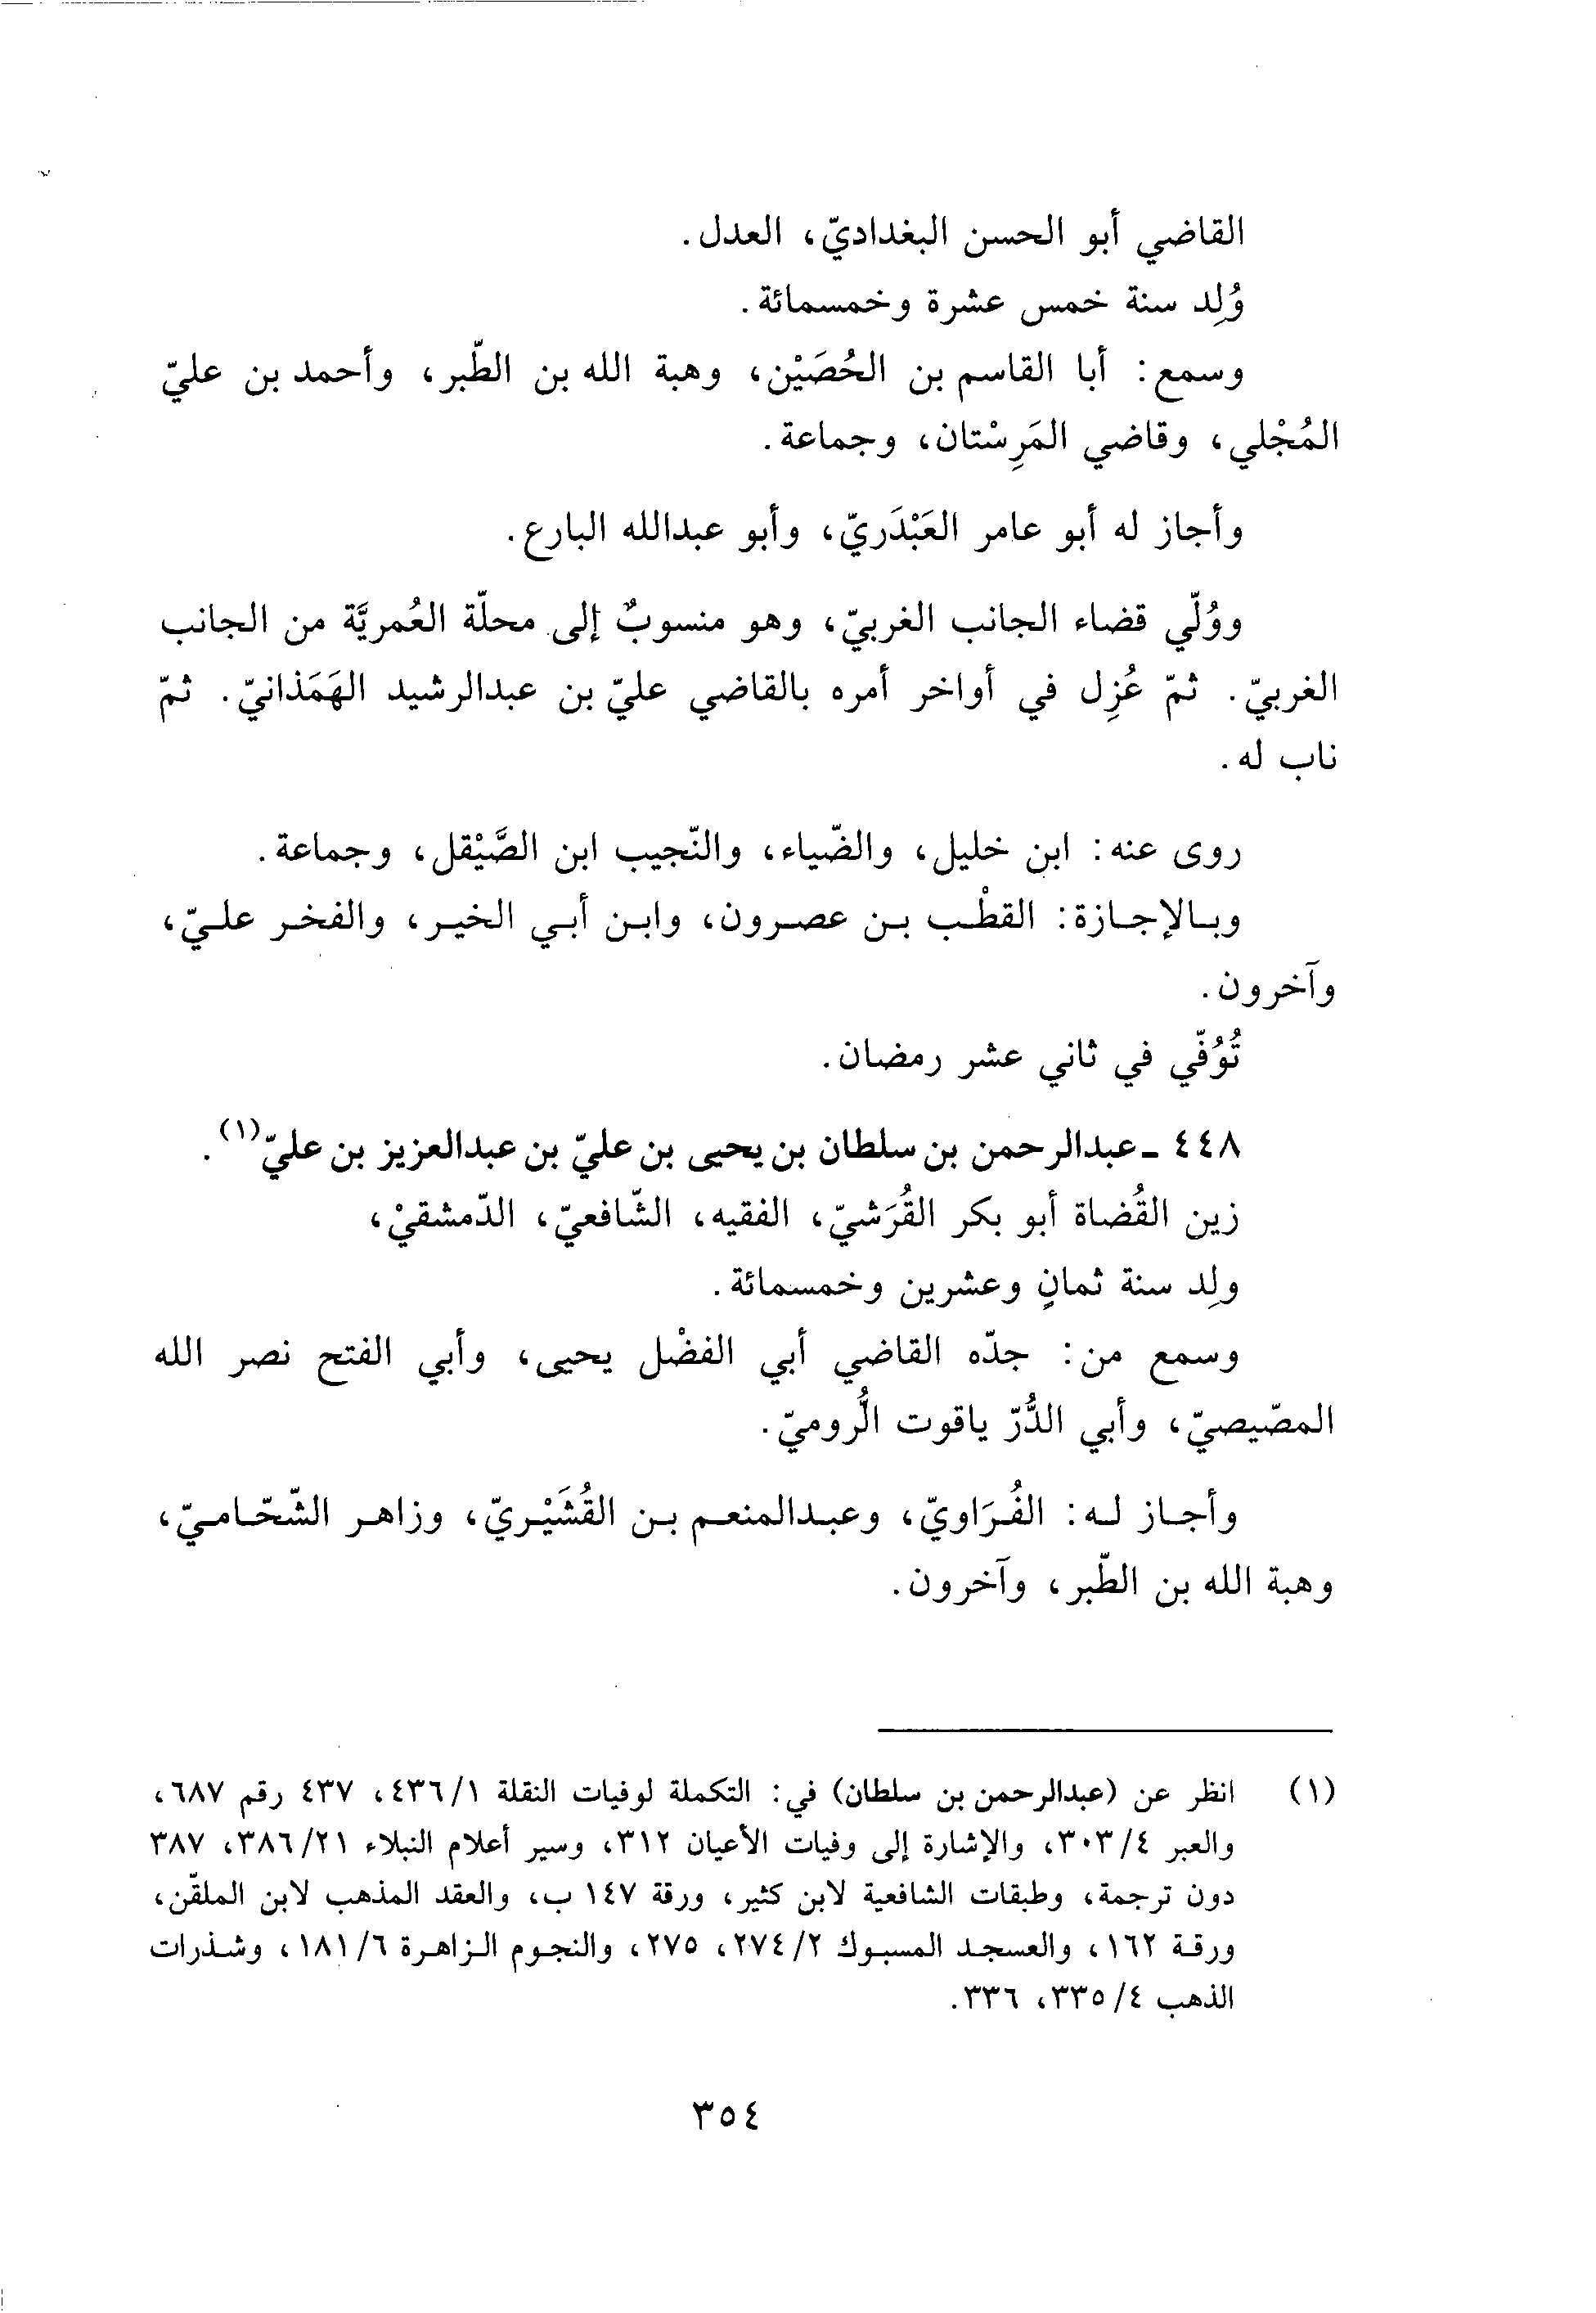 القاضي أبو الحسن البغداديّ، العدل.
وُلِد سنة خمس عشرة وخمسمائة.
وسمع: أبا القاسم بن الحُصَيْن، وهبة الله بن الطّبر، وأحمد بن عليّ
المُجْلي، وقاضي المَرِسْتان، وجماعة.
وأجاز له أبو عامر العَبْدَريّ، وأبو عبدالله البارع.
ووُلّي قضاء الجانب الغربيّ، وهو منسوبٌ إلى محلّة العُمريَّة من الجانب
الغربيّ. ثمّ عُزِل في أواخر أمره بالقاضي عليّ بن عبدالرشيد الهَمَذانيّ. ثمّ
ناب له.
روى عنه: ابن خليل، والضّياء، والنّجيب ابن الصَّيْقل، وجماعة.
وبالإجازة: القطْب بن عصرون، وابن أبي الخير، والفخر عليّ،
وآخرون.
تُوُفّي في ثاني عشر رمضان.
٤٤٨ ـ عبدالرحمن بن سلطان بن يحيى بن عليّ بن عبدالعزيز بن عليّ(١).
زين القُضاة أبو بكر القُرَشيّ، الفقيه، الشّافعيّ، الدّمشقيْ،
ولِد سنة ثمانٍ وعشرين وخمسمائة.
وسمع من: جدّه القاضي أبي الفضْل يحيى، وأبي الفتح نصر الله
المصّيصيّ، وأبي الدُّرّ ياقوت الرُّوميّ.
وأجاز له: الفُرَاويّ، وعبدالمنعم بن القُشَيْريّ، وزاهر الشّحّاميّ،
وهبة الله بن الطّبر، وآخرون.
(١) انظر عن (عبدالرحمن بن سلطان) في: التكملة لوفيات النقلة ١/٤٣٦، ٤٣٧ رقم ٦٨٧،
والعبر ٤/٣٠٣، والإشارة إلى وفيات الأعيان ٣١٢، وسير أعلام النبلاء ٢١/٣٨٦، ٣٨٧
دون ترجمة، وطبقات الشافعية لابن كثير، ورقة ١٤٧ ب، والعقد المذهب لابن الملقّن،
ورقة ١٦٢، والعسجد المسبوك ٢/٢٧٤، ٢٧٥، والنجوم الزاهرة ٦/١٨١، وشذرات
الذهب ٤/٣٣٥، ٣٣٦.
٣٥٤